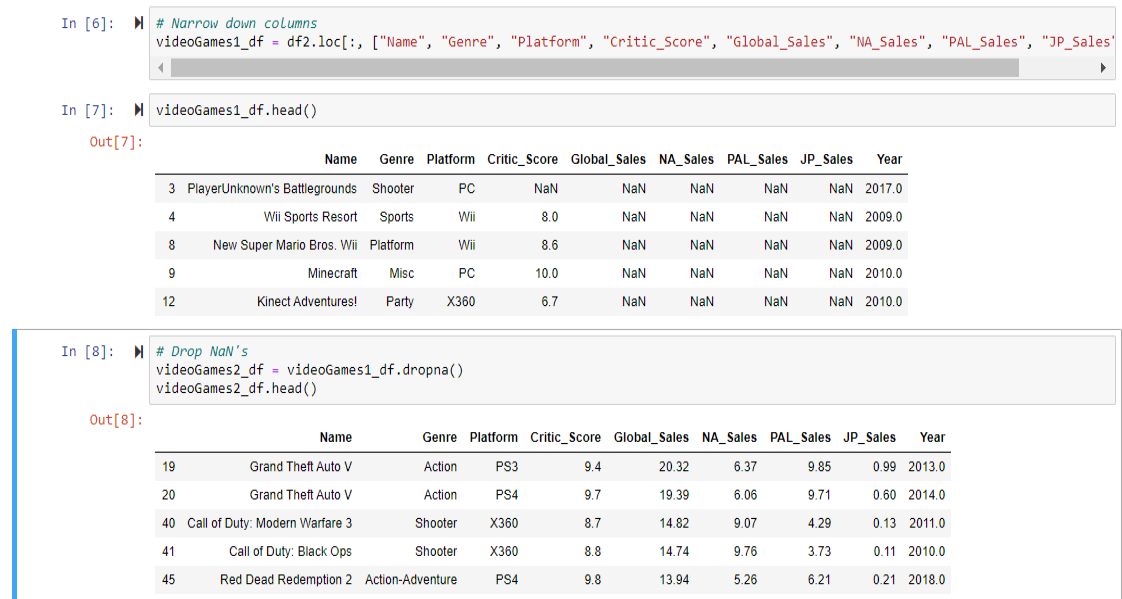 In [6]: # Narrow down columns
videoGames1_df = df2.loc[:, ["Name", "Genre", "Platform", "Critic_Score", "Global_Sales", "NA_Sales", "PAL_Sales", "JP_Sales"
In [7]: videoGames1_df.head()
Out[7]:
Name Genre Platform Critic_Score Global_Sales NA_Sales PAL_Sales JP_Sales Year
3 PlayerUnknown's Battlegrounds Shooter PC NaN NaN NaN NaN NaN 2017.0
4 Wii Sports Resort Sports Wii 8.0 NaN NaN NaN NaN 2009.0
8 New Super Mario Bros. Wii Platform Wii 8.6 NaN NaN NaN NaN 2009.0
9 Minecraft Misc PC 10.0 NaN NaN NaN NaN 2010.0
12 Kinect Adventures! Party X360 6.7 NaN NaN NaN NaN 2010.0
In [8]: # Drop NaN's
videoGames2_df = videoGames1_df.dropna()
videoGames2_df.head()
Out[8]:
Name Genre Platform Critic_Score Global_Sales NA_Sales PAL_Sales JP_Sales Year
19 Grand Theft Auto V Action PS3 9.4 20.32 6.37 9.85 0.99 2013.0
20 Grand Theft Auto V Action PS4 9.7 19.39 6.06 9.71 0.60 2014.0
40 Call of Duty: Modern Warfare 3 Shooter X360 8.7 14.82 9.07 4.29 0.13 2011.0
41 Call of Duty: Black Ops Shooter X360 8.8 14.74 9.76 3.73 0.11 2010.0
45 Red Dead Redemption 2 Action-Adventure PS4 9.8 13.94 5.26 6.21 0.21 2018.0